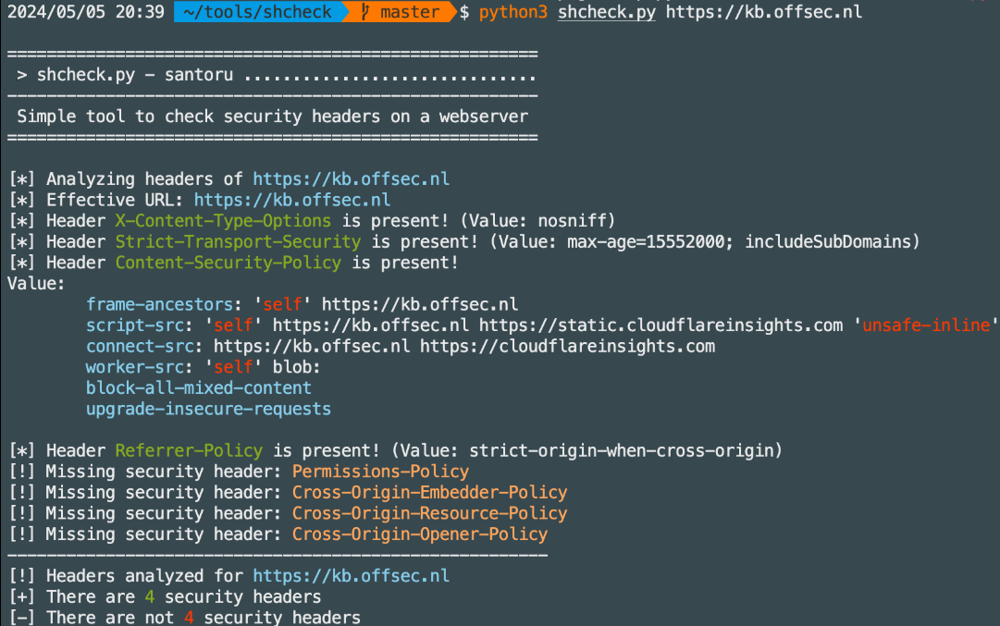 2024/05/05 20:39 ~/tools/shcheck master $ python3 shcheck.py https://kb.offsec.nl
======================================================
> shcheck.py - santoru ..............................
------------------------------------------------------
Simple tool to check security headers on a webserver
======================================================
[*] Analyzing headers of https://kb.offsec.nl
[*] Effective URL: https://kb.offsec.nl
[*] Header X-Content-Type-Options is present! (Value: nosniff)
[*] Header Strict-Transport-Security is present! (Value: max-age=15552000; includeSubDomains)
[*] Header Content-Security-Policy is present!
Value:
frame-ancestors: 'self' https://kb.offsec.nl
script-src: 'self' https://kb.offsec.nl https://static.cloudflareinsights.com 'unsafe-inline'
connect-src: https://kb.offsec.nl https://cloudflareinsights.com
worker-src: 'self' blob:
block-all-mixed-content
upgrade-insecure-requests
[*] Header Referrer-Policy is present! (Value: strict-origin-when-cross-origin)
[!] Missing security header: Permissions-Policy
[!] Missing security header: Cross-Origin-Embedder-Policy
[!] Missing security header: Cross-Origin-Resource-Policy
[!] Missing security header: Cross-Origin-Opener-Policy
-------------------------------------------------------
[!] Headers analyzed for https://kb.offsec.nl
[+] There are 4 security headers
[-] There are not 4 security headers